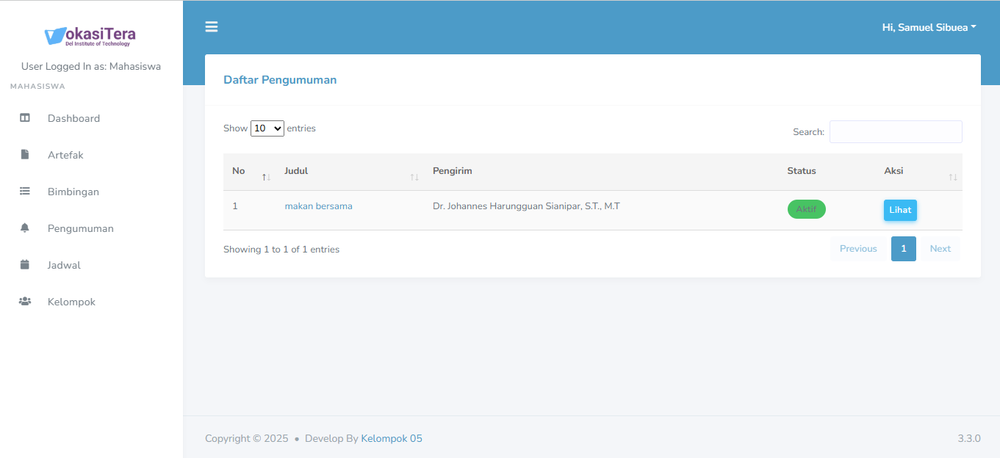 okasiTera
Del Institute of Technology
User Logged In as: Mahasiswa
MAHASISWA
Dashboard
Artefak
Bimbingan
Pengumuman
Jadwal
Kelompok
Hi, Samuel Sibuea
Daftar Pengumuman
Show 10 entries
Search:
No Judul Pengirim Status Aksi
1 makan bersama Dr. Johannes Harungguan Sianipar, S.T., M.T Aktif Lihat
Showing 1 to 1 of 1 entries
Previous 1 Next
Copyright © 2025 • Develop By Kelompok 05
3.3.0